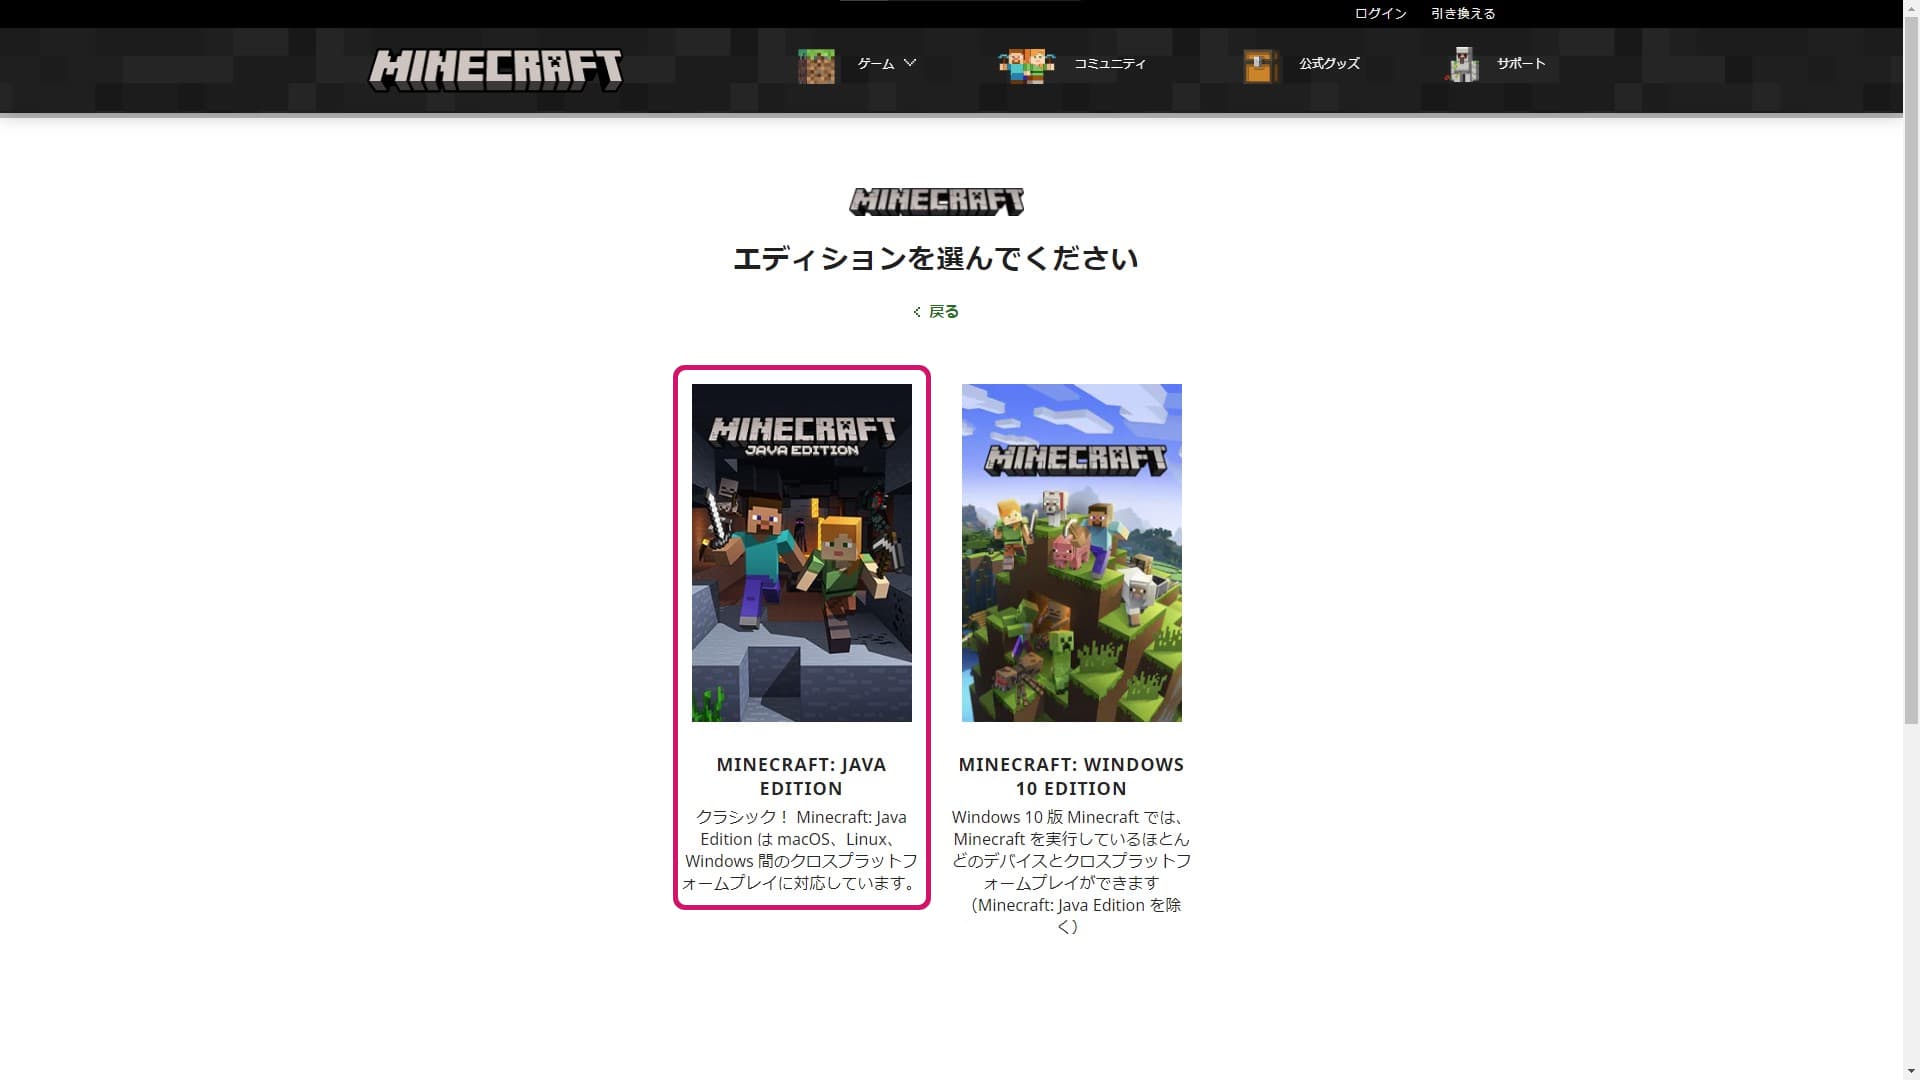 ログイン 引き換える
MINECRAFT ゲーム コミュニティ 公式グッズ サポート
MINECRAFT
エディションを選んでください
戻る
MINECRAFT
JAVA EDITION
MINECRAFT: JAVA
EDITION
クラシック！ Minecraft: Java
Edition は macOS、Linux、
Windows 間のクロスプラットフ
ォームプレイに対応しています。
MINECRAFT
MINECRAFT: WINDOWS
10 EDITION
Windows 10 版 Minecraft では、
Minecraft を実行しているほとん
どのデバイスとクロスプラットフ
ォームプレイができます
（Minecraft: Java Edition を除
く）